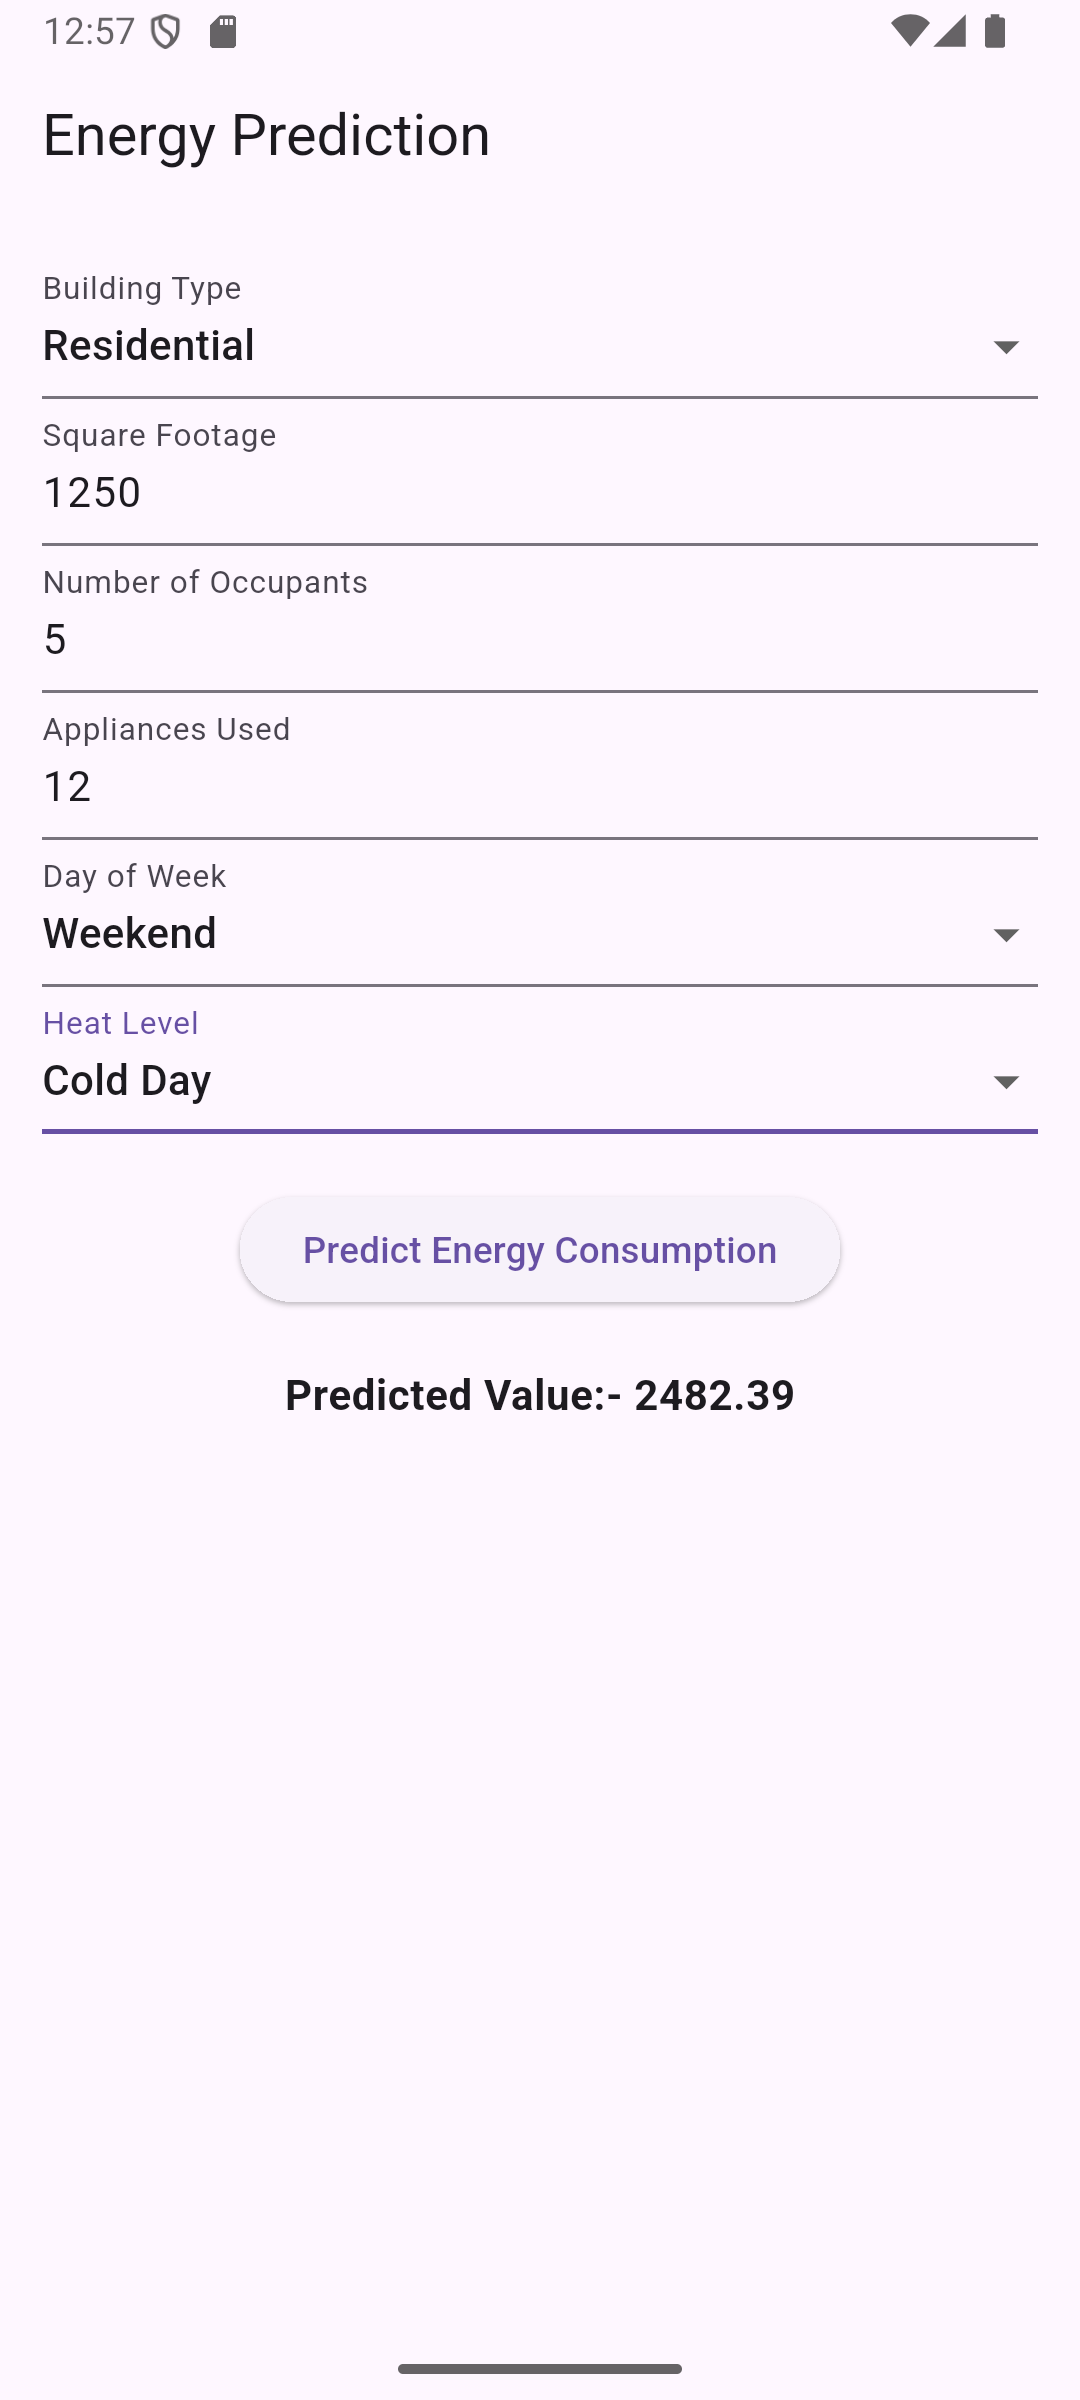 12:57
Energy Prediction
Building Type
Residential
Square Footage
1250
Number of Occupants
5
Appliances Used
12
Day of Week
Weekend
Heat Level
Cold Day
Predict Energy Consumption
Predicted Value:- 2482.39